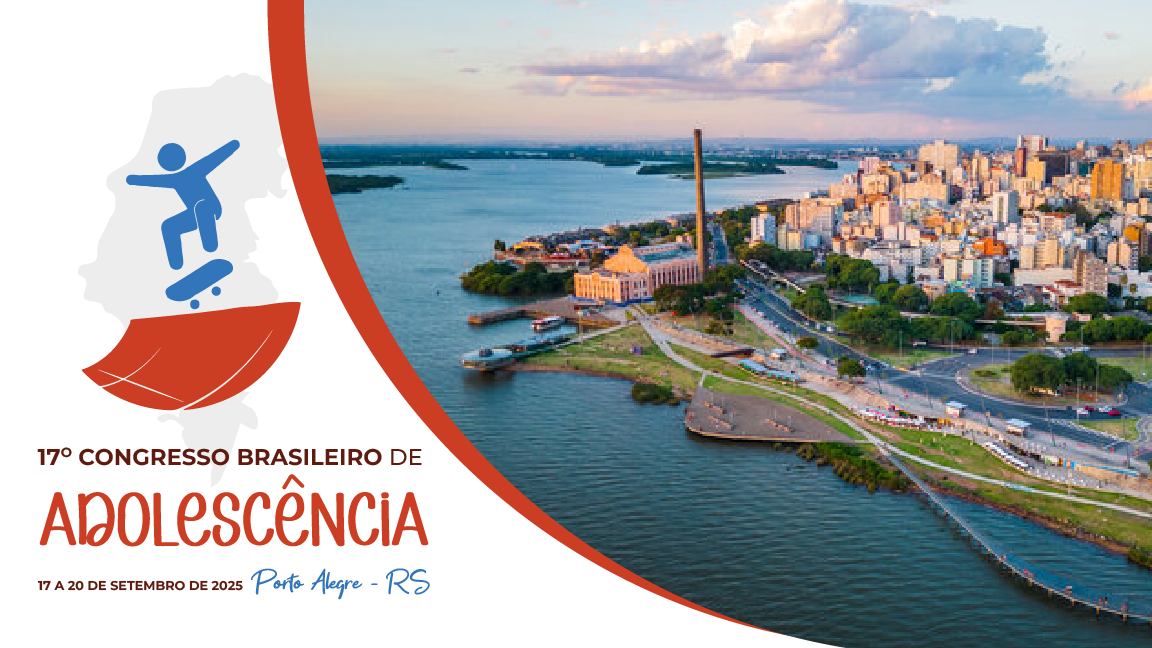 17º CONGRESSO BRASILEIRO DE
ADOLESCÊNCIA
17 A 20 DE SETEMBRO DE 2025 Porto Alegre - RS